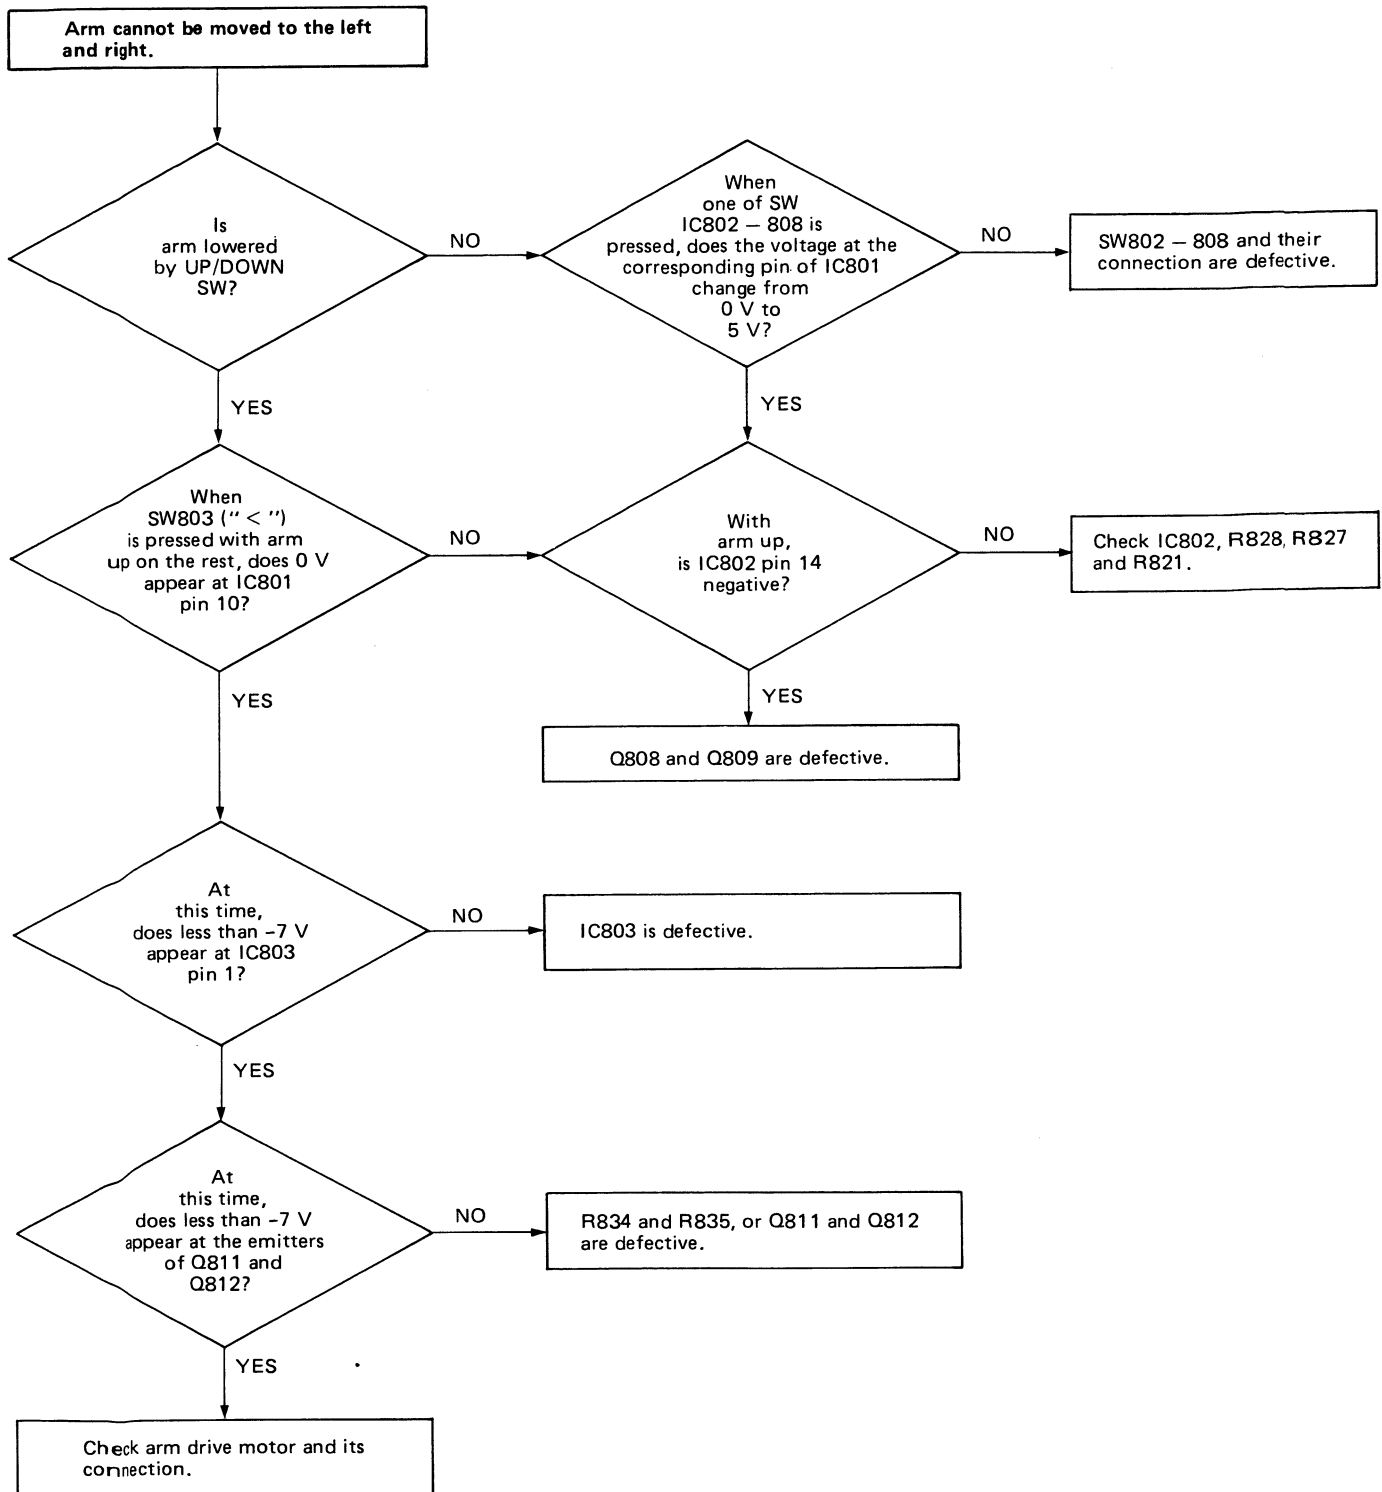 Arm cannot be moved to the left
and right.
Is
arm lowered
by UP/DOWN
SW?
NO
When
one of SW
IC802 – 808 is
pressed, does the voltage at the
corresponding pin of IC801
change from
0 V to
5 V?
NO
SW802 – 808 and their
connection are defective.
YES
YES
When
SW803 (“ < ”)
is pressed with arm
up on the rest, does 0 V
appear at IC801
pin 10?
NO
With
arm up,
is IC802 pin 14
negative?
NO
Check IC802, R828, R827
and R821.
YES
YES
Q808 and Q809 are defective.
At
this time,
does less than –7 V
appear at IC803
pin 1?
NO
IC803 is defective.
YES
At
this time,
does less than –7 V
appear at the emitters
of Q811 and
Q812?
NO
R834 and R835, or Q811 and Q812
are defective.
YES
Check arm drive motor and its
connection.